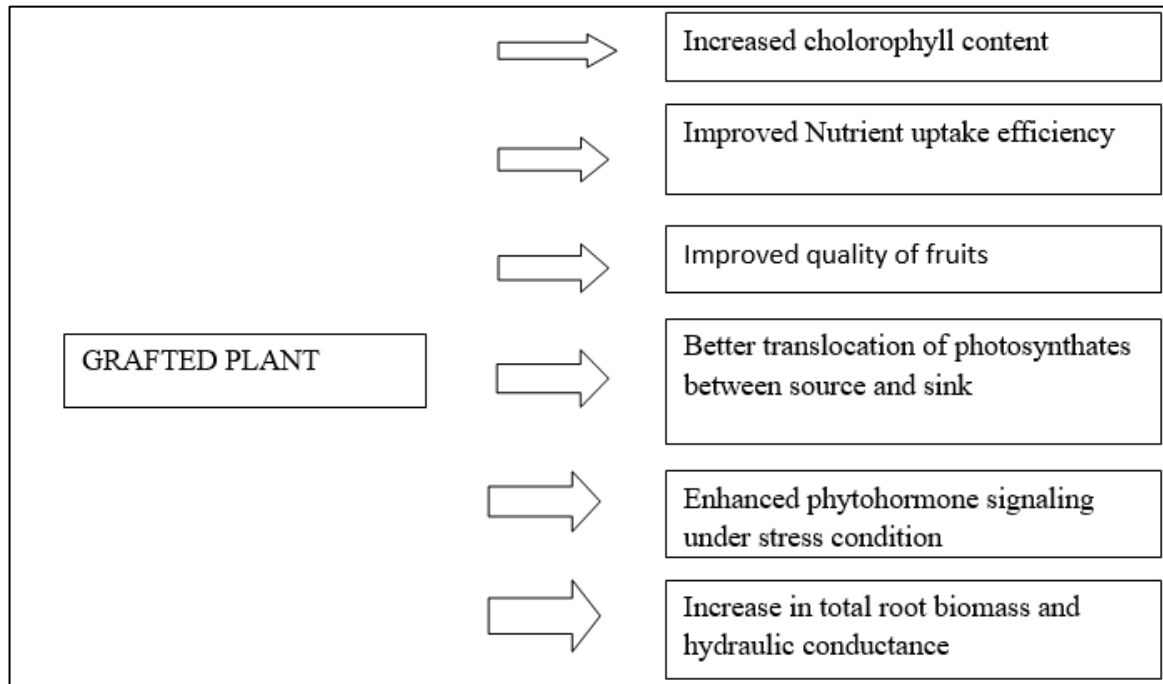 Increased cholorophyll content
Improved Nutrient uptake efficiency
Improved quality of fruits
GRAFTED PLANT
Better translocation of photosynthates
between source and sink
Enhanced phytohormone signaling
under stress condition
Increase in total root biomass and
hydraulic conductance